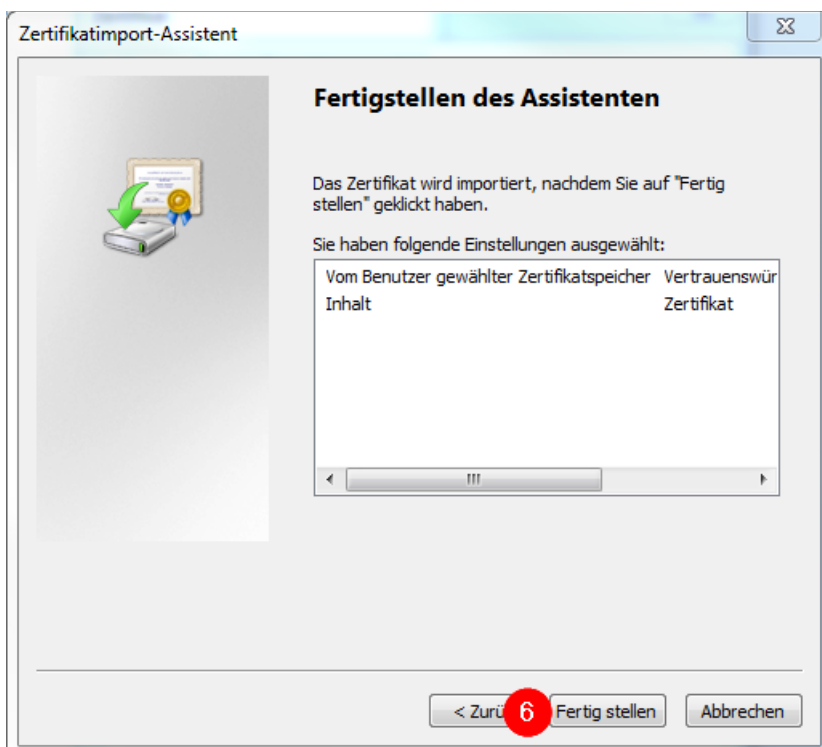 Zertifikatimport-Assistent
Fertigstellen des Assistenten
Das Zertifikat wird importiert, nachdem Sie auf "Fertig
stellen" geklickt haben.
Sie haben folgende Einstellungen ausgewählt:
Vom Benutzer gewählter Zertifikatspeicher Vertrauenswür
Inhalt Zertifikat
< Zurü 6 Fertig stellen Abbrechen